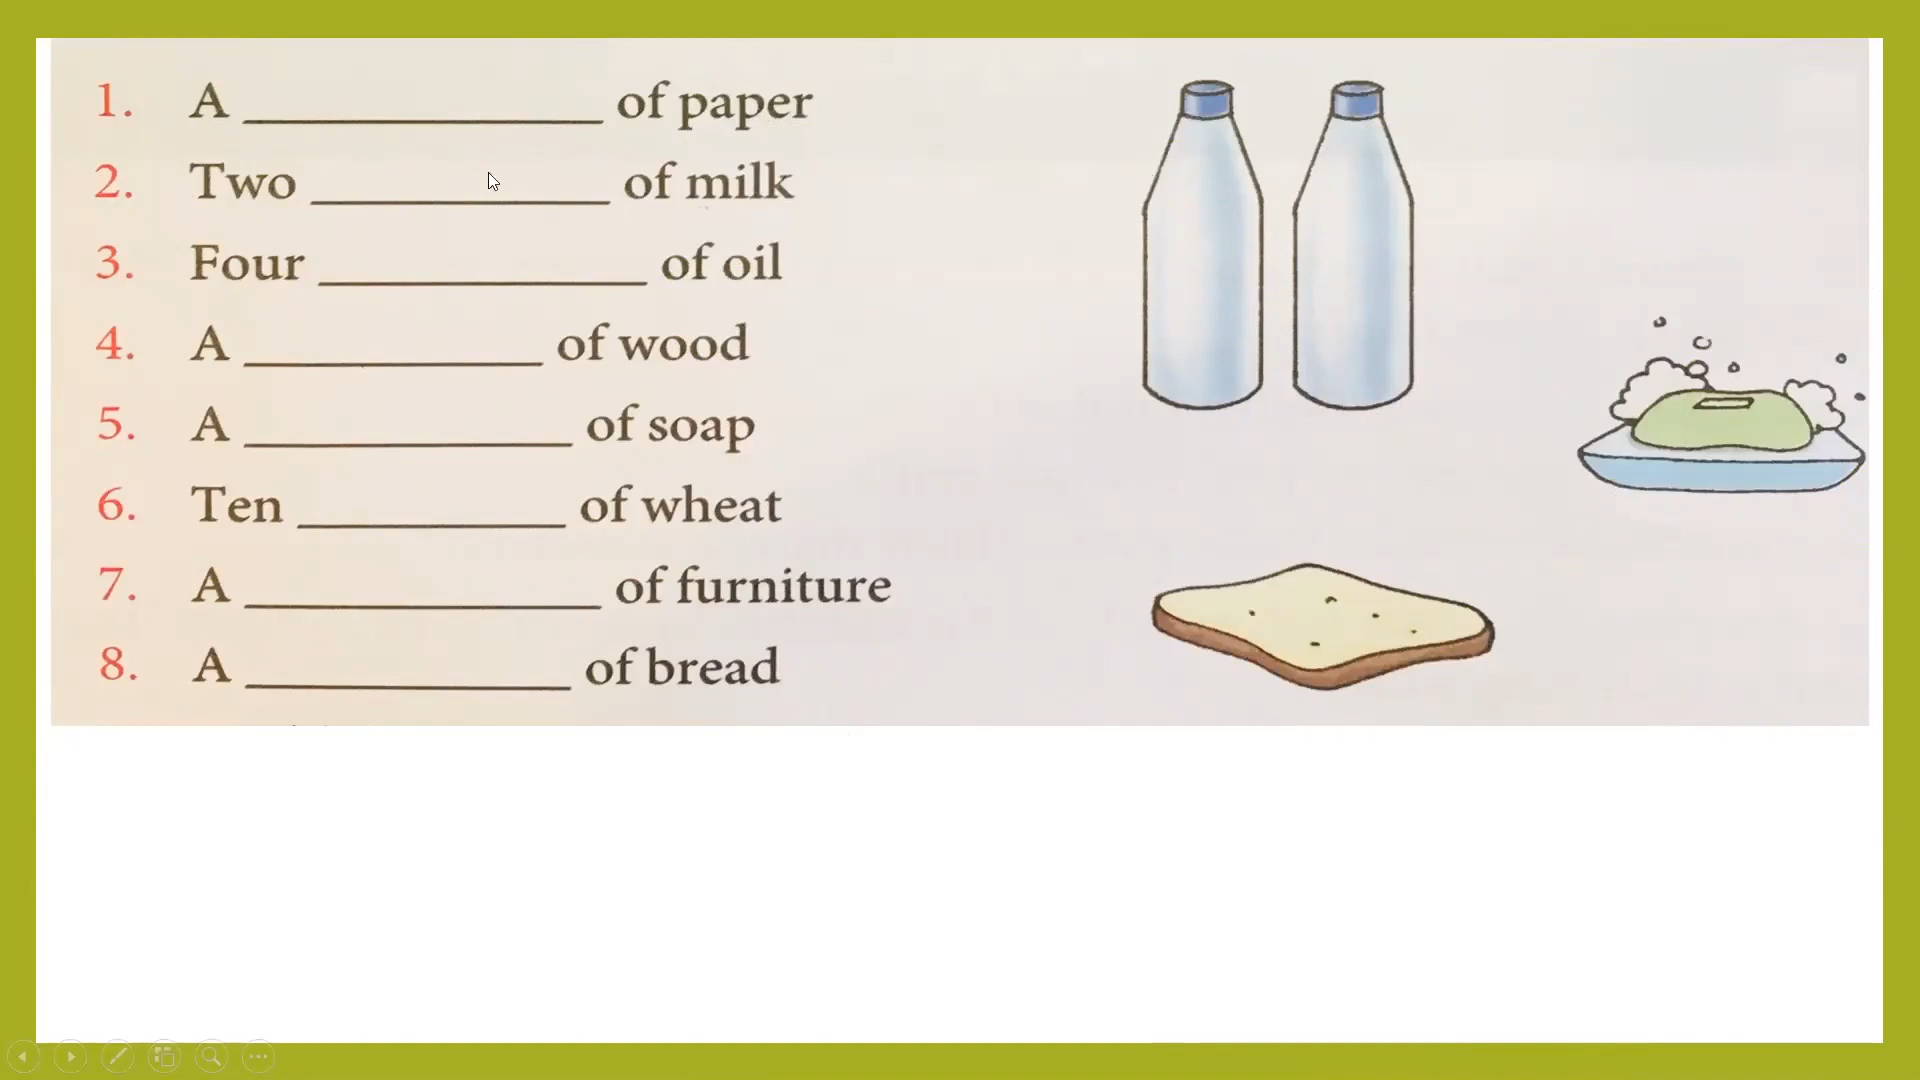 1. A ______________ of paper
2. Two ____________ of milk
3. Four _____________ of oil
4. A ____________ of wood
5. A _____________ of soap
6. Ten __________ of wheat
7. A ______________ of furniture
8. A _____________ of bread